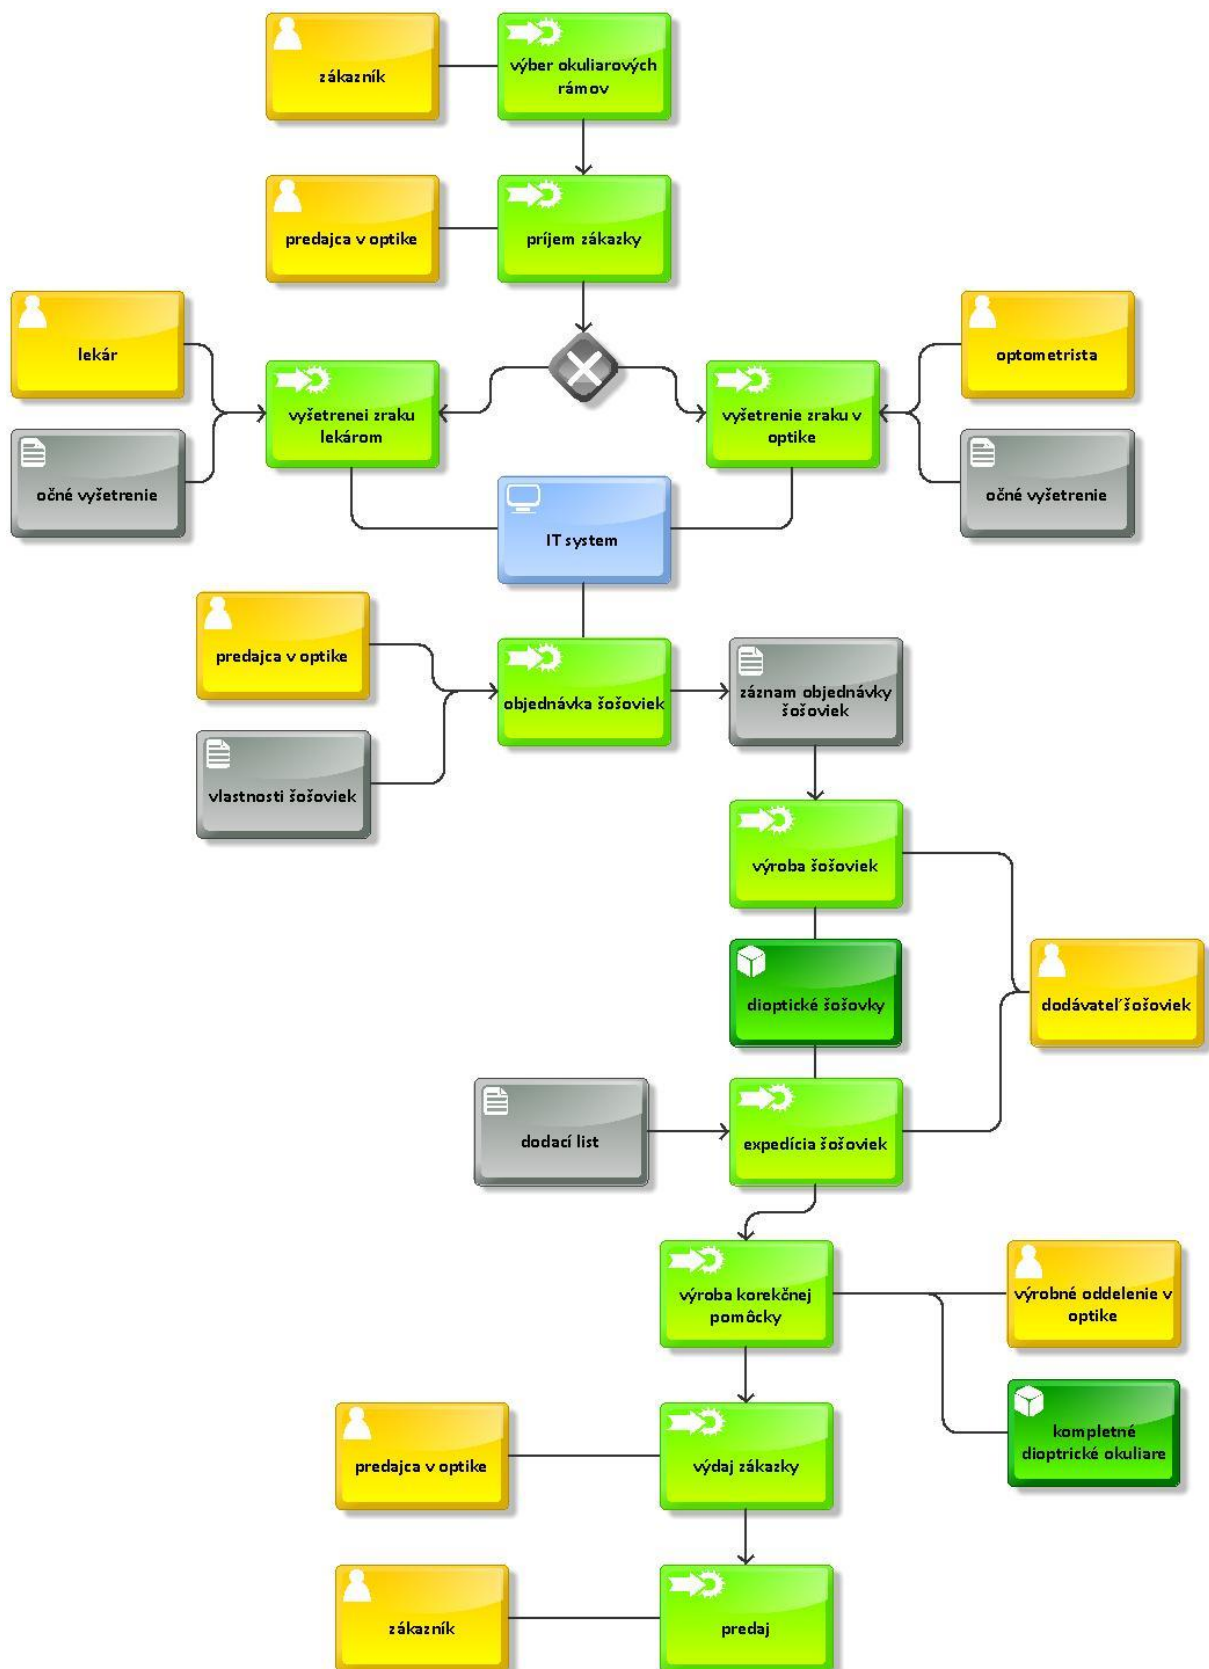 zákazník
výber okuliarových
rámov
predajca v optike
príjem zákazky
lekár
optometrista
vyšetrenei zraku
lekárom
vyšetrenie zraku v
optike
očné vyšetrenie
očné vyšetrenie
IT system
predajca v optike
objednávka šošoviek
záznam objednávky
šošoviek
vlastnosti šošoviek
výroba šošoviek
dioptické šošovky
dodávateľ šošoviek
dodací list
expedícia šošoviek
výroba korekčnej
pomôcky
výrobné oddelenie v
optike
kompletné
dioptrické okuliare
predajca v optike
výdaj zákazky
zákazník
predaj